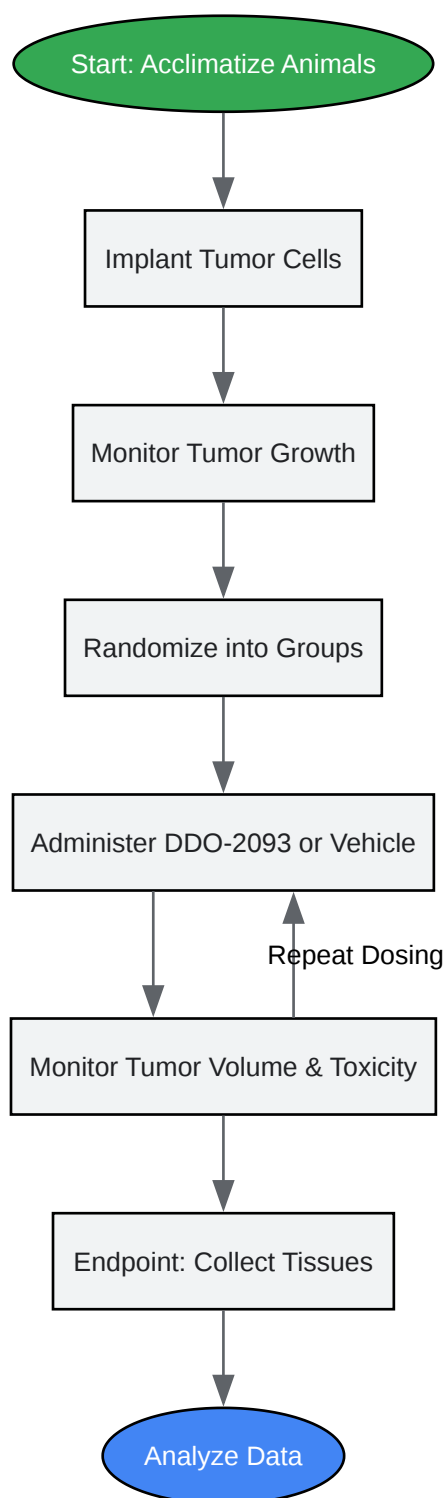 Start: Acclimatize Animals
Implant Tumor Cells
Monitor Tumor Growth
Randomize into Groups
Administer DDO-2093 or Vehicle
Repeat Dosing
Monitor Tumor Volume & Toxicity
Endpoint: Collect Tissues
Analyze Data